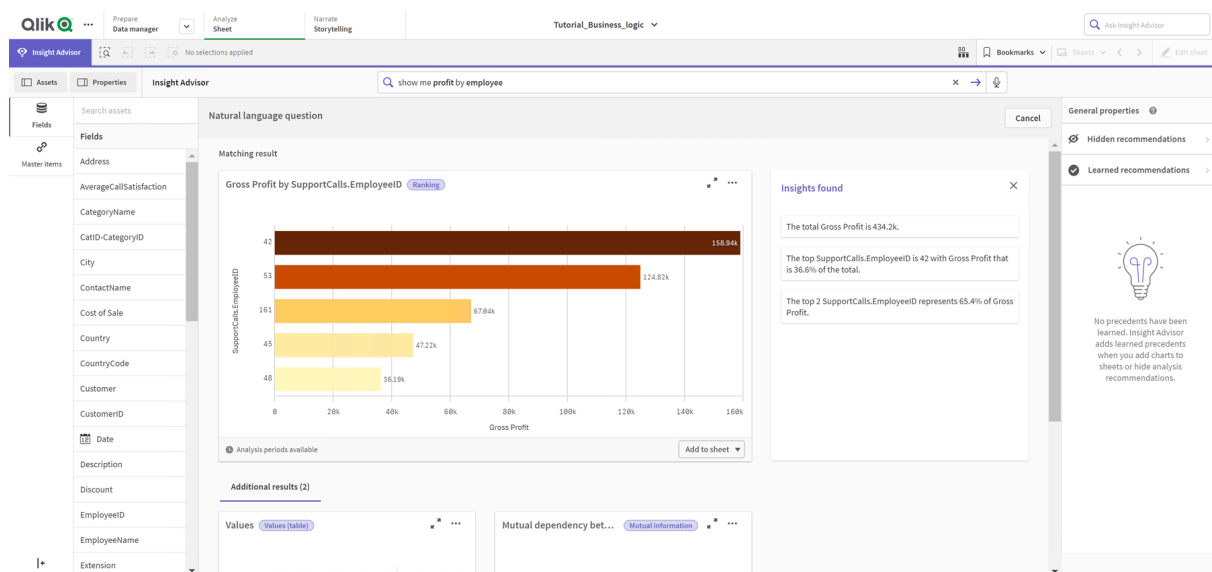 Qlik
Prepare
Data manager
Analyze
Sheet
Narrate
Storytelling
Tutorial_Business_logic
Ask Insight Advisor
Insight Advisor
No selections applied
Bookmarks
Sheets
Edit sheet
Assets
Properties
Insight Advisor
show me profit by employee
Fields
Master items
Search assets
Fields
Address
AverageCallSatisfaction
CategoryName
CatID-CategoryID
City
ContactName
Cost of Sale
Country
CountryCode
Customer
CustomerID
Date
Description
Discount
EmployeeID
EmployeeName
Extension
Natural language question
Cancel
Matching result
Gross Profit by SupportCalls.EmployeeID Ranking
SupportCalls.EmployeeID
42 158.94k
53 124.82k
161 67.04k
45 47.22k
48 36.19k
0 20k 40k 60k 80k 100k 120k 140k 160k
Gross Profit
Analysis periods available
Add to sheet
Insights found
The total Gross Profit is 434.2k.
The top SupportCalls.EmployeeID is 42 with Gross Profit that
is 36.6% of the total.
The top 2 SupportCalls.EmployeeID represents 65.4% of Gross
Profit.
Additional results (2)
Values Values (table)
Mutual dependency bet... Mutual information
General properties
Hidden recommendations
Learned recommendations
No precedents have been
learned. Insight Advisor
adds learned precedents
when you add charts to
sheets or hide analysis
recommendations.